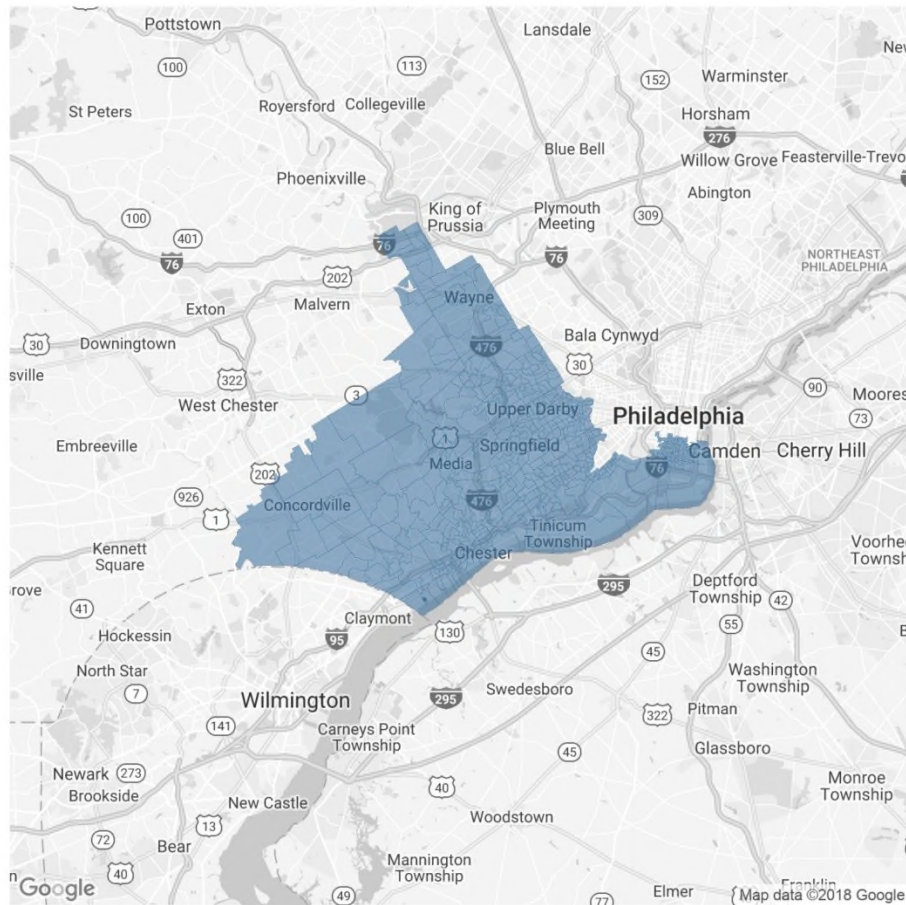 Pottstown
Lansdale
100
113
152
Warminster
St Peters
Royersford
Collegeville
Horsham
276
Blue Bell
Willow Grove
Feasterville-Trevo
Phoenixville
Abington
100
King of
Prussia
Plymouth
Meeting
309
401
76
76
76
NORTHEAST
PHILADELPHIA
202
Malvern
Wayne
Exton
30
Downingtown
476
Bala Cynwyd
30
sville
322
3
90
West Chester
Upper Darby
Philadelphia
Moores
73
Embreeville
1
Springfield
Camden
Cherry Hill
Media
76
202
926
Concordville
476
1
Tinicum
Township
Kennett
Square
Chester
Voorhe
Townsh
295
Deptford
Township
rove
42
41
Claymont
130
55
Hockessin
95
45
North Star
Washington
Township
7
Swedesboro
Wilmington
295
322
Pitman
141
Carneys Point
Township
45
Glassboro
Newark
273
Brookside
40
Monroe
Township
New Castle
Woodstown
13
72
Bear
40
Mannington
Township
49
Elmer
77
Franklin
Google
Map data ©2018 Google